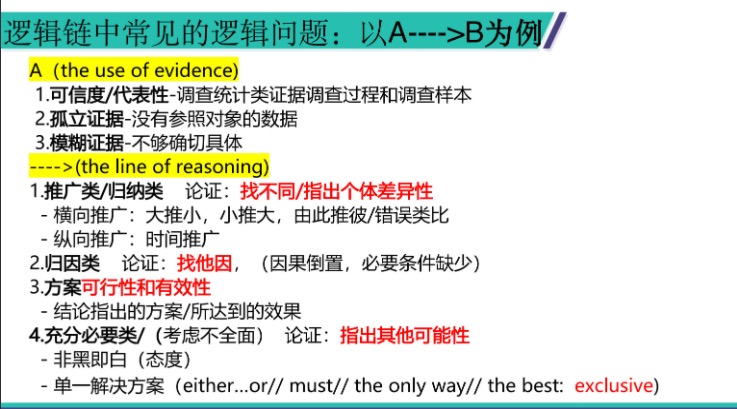 逻辑链中常见的逻辑问题：以A---->B为例
A（the use of evidence)
1.可信度/代表性-调查统计类证据调查过程和调查样本
2.孤立证据-没有参照对象的数据
3.模糊证据-不够确切具体
---->(the line of reasoning)
1.推广类/归纳类 论证：找不同/指出个体差异性
- 横向推广：大推小，小推大，由此推彼/错误类比
- 纵向推广：时间推广
2.归因类 论证：找他因，（因果倒置，必要条件缺少）
3.方案可行性和有效性
- 结论指出的方案/所达到的效果
4.充分必要类/（考虑不全面） 论证：指出其他可能性
- 非黑即白（态度）
- 单一解决方案（either...or// must// the only way// the best: exclusive)